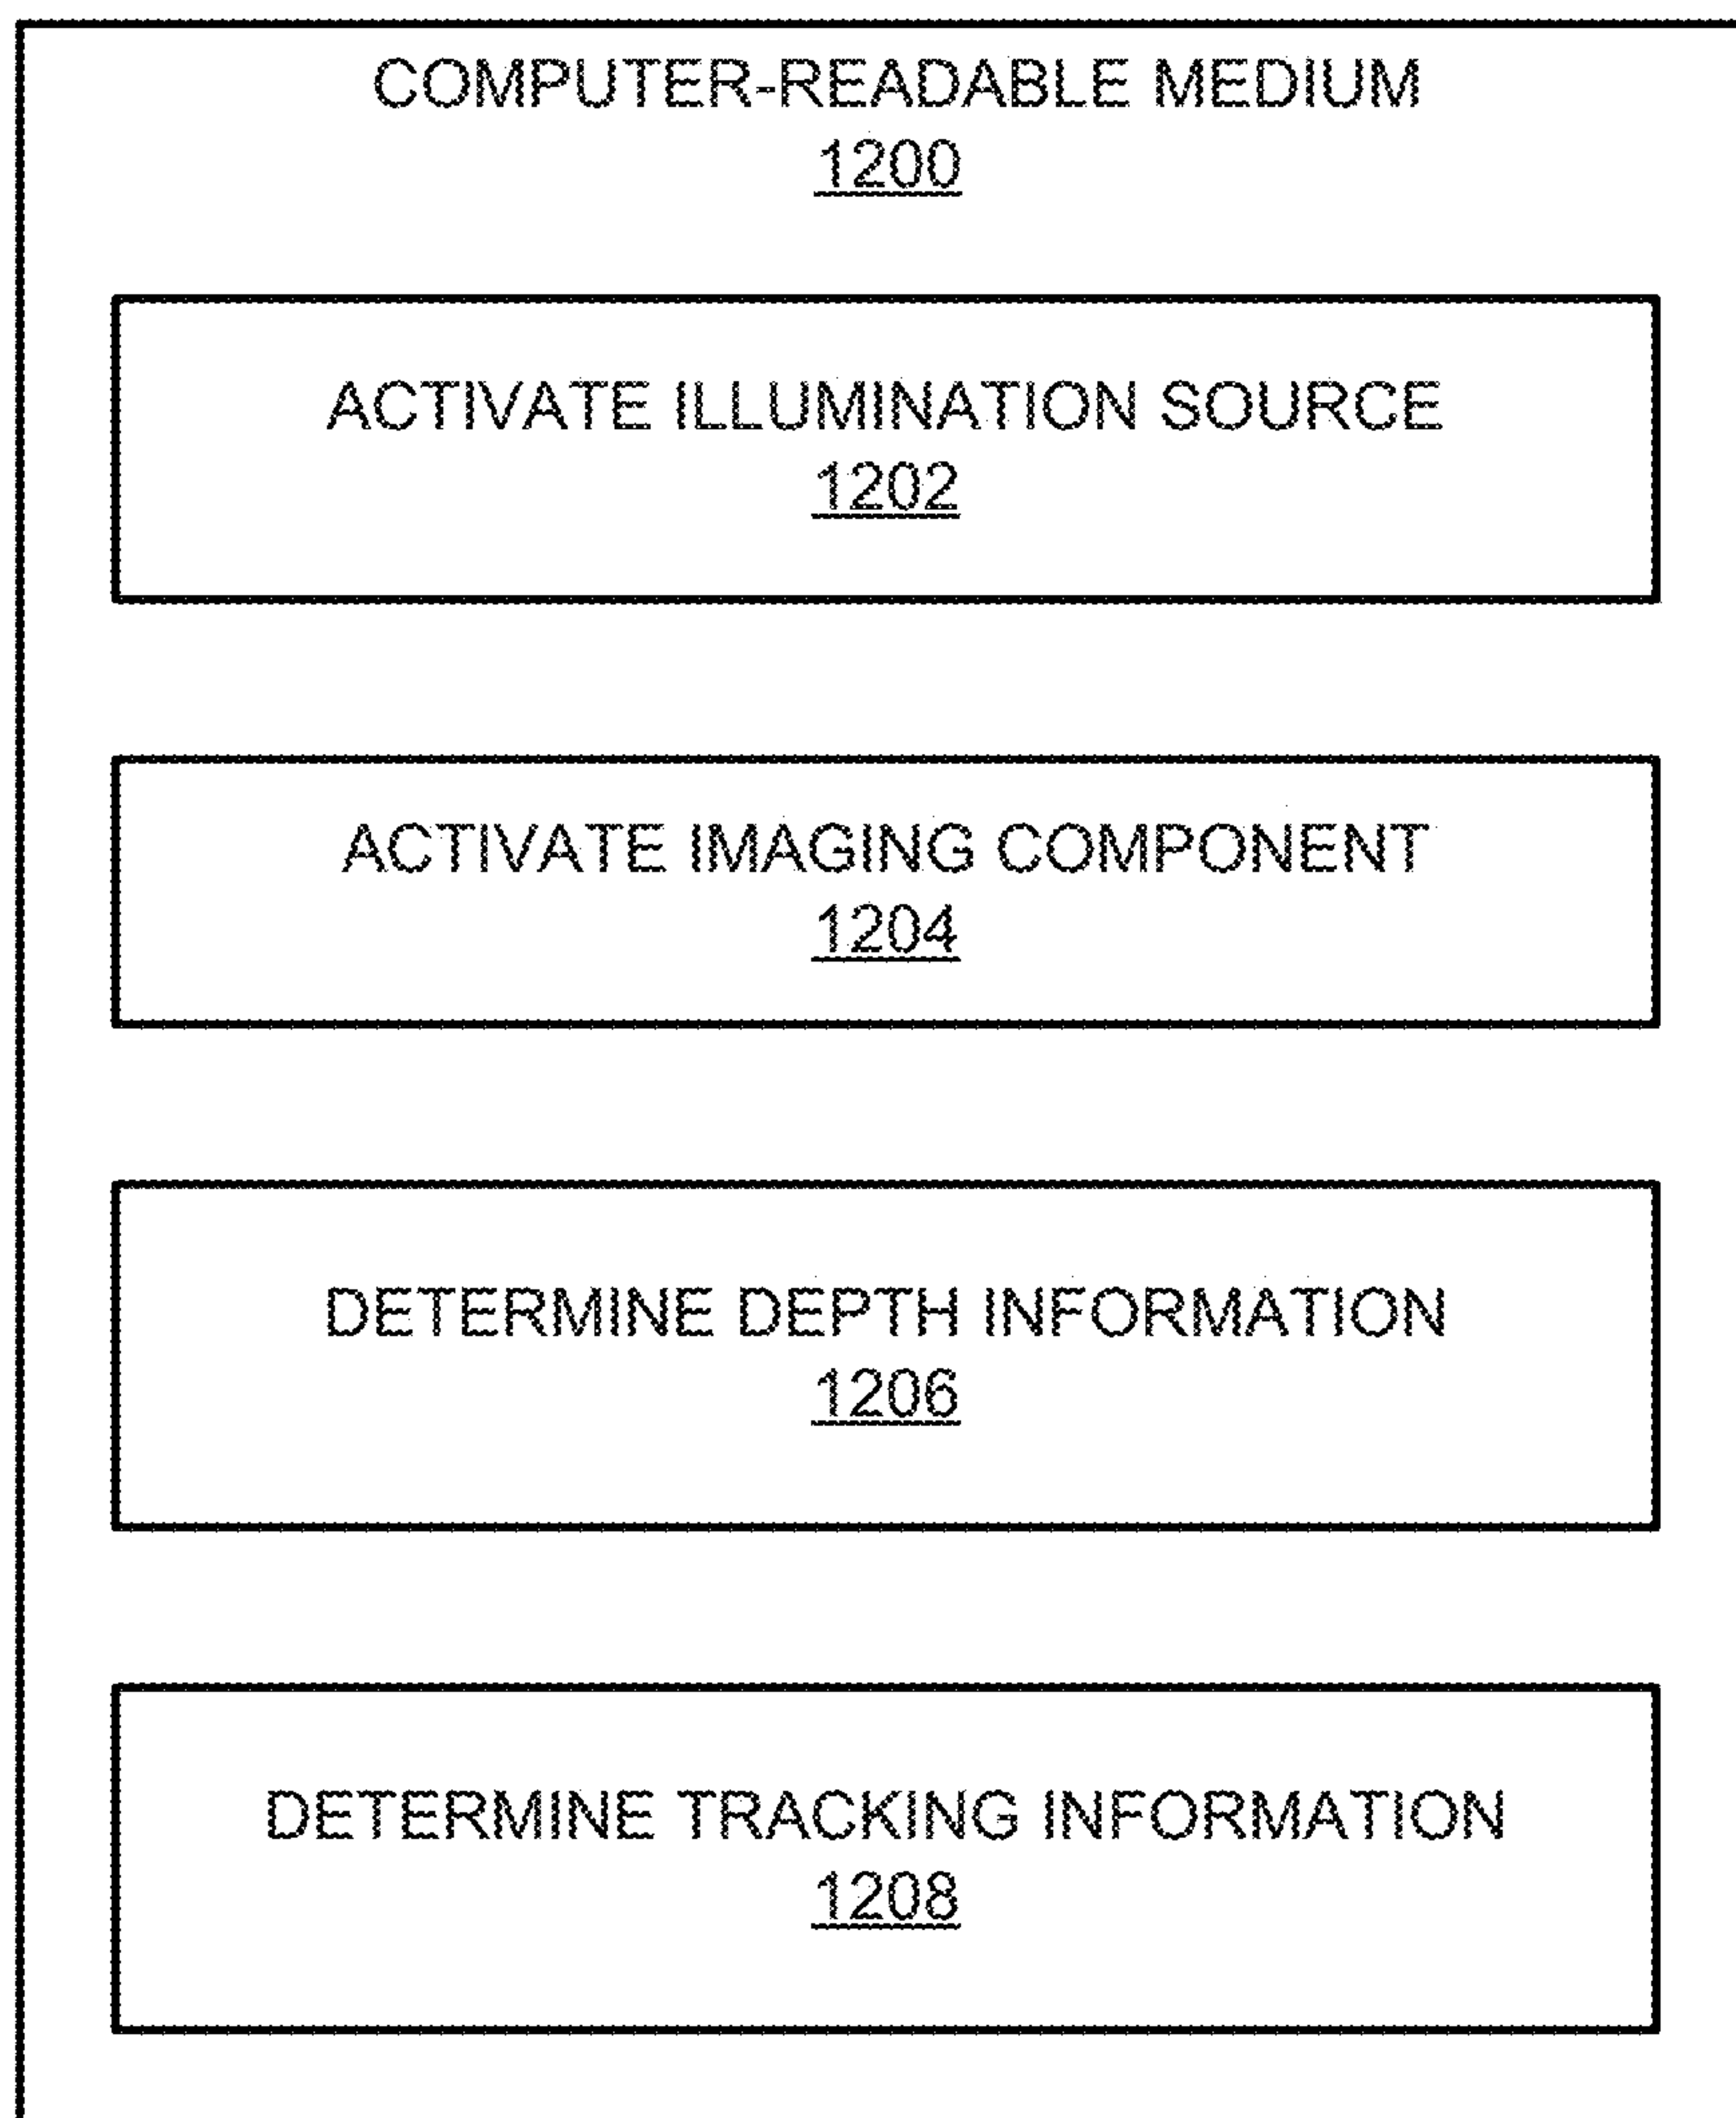 COMPUTER-READABLE MEDIUM
1200
ACTIVATE ILLUMINATION SOURCE
1202
ACTIVATE IMAGING COMPONENT
1204
DETERMINE DEPTH INFORMATION
1206
DETERMINE TRACKING INFORMATION
1208